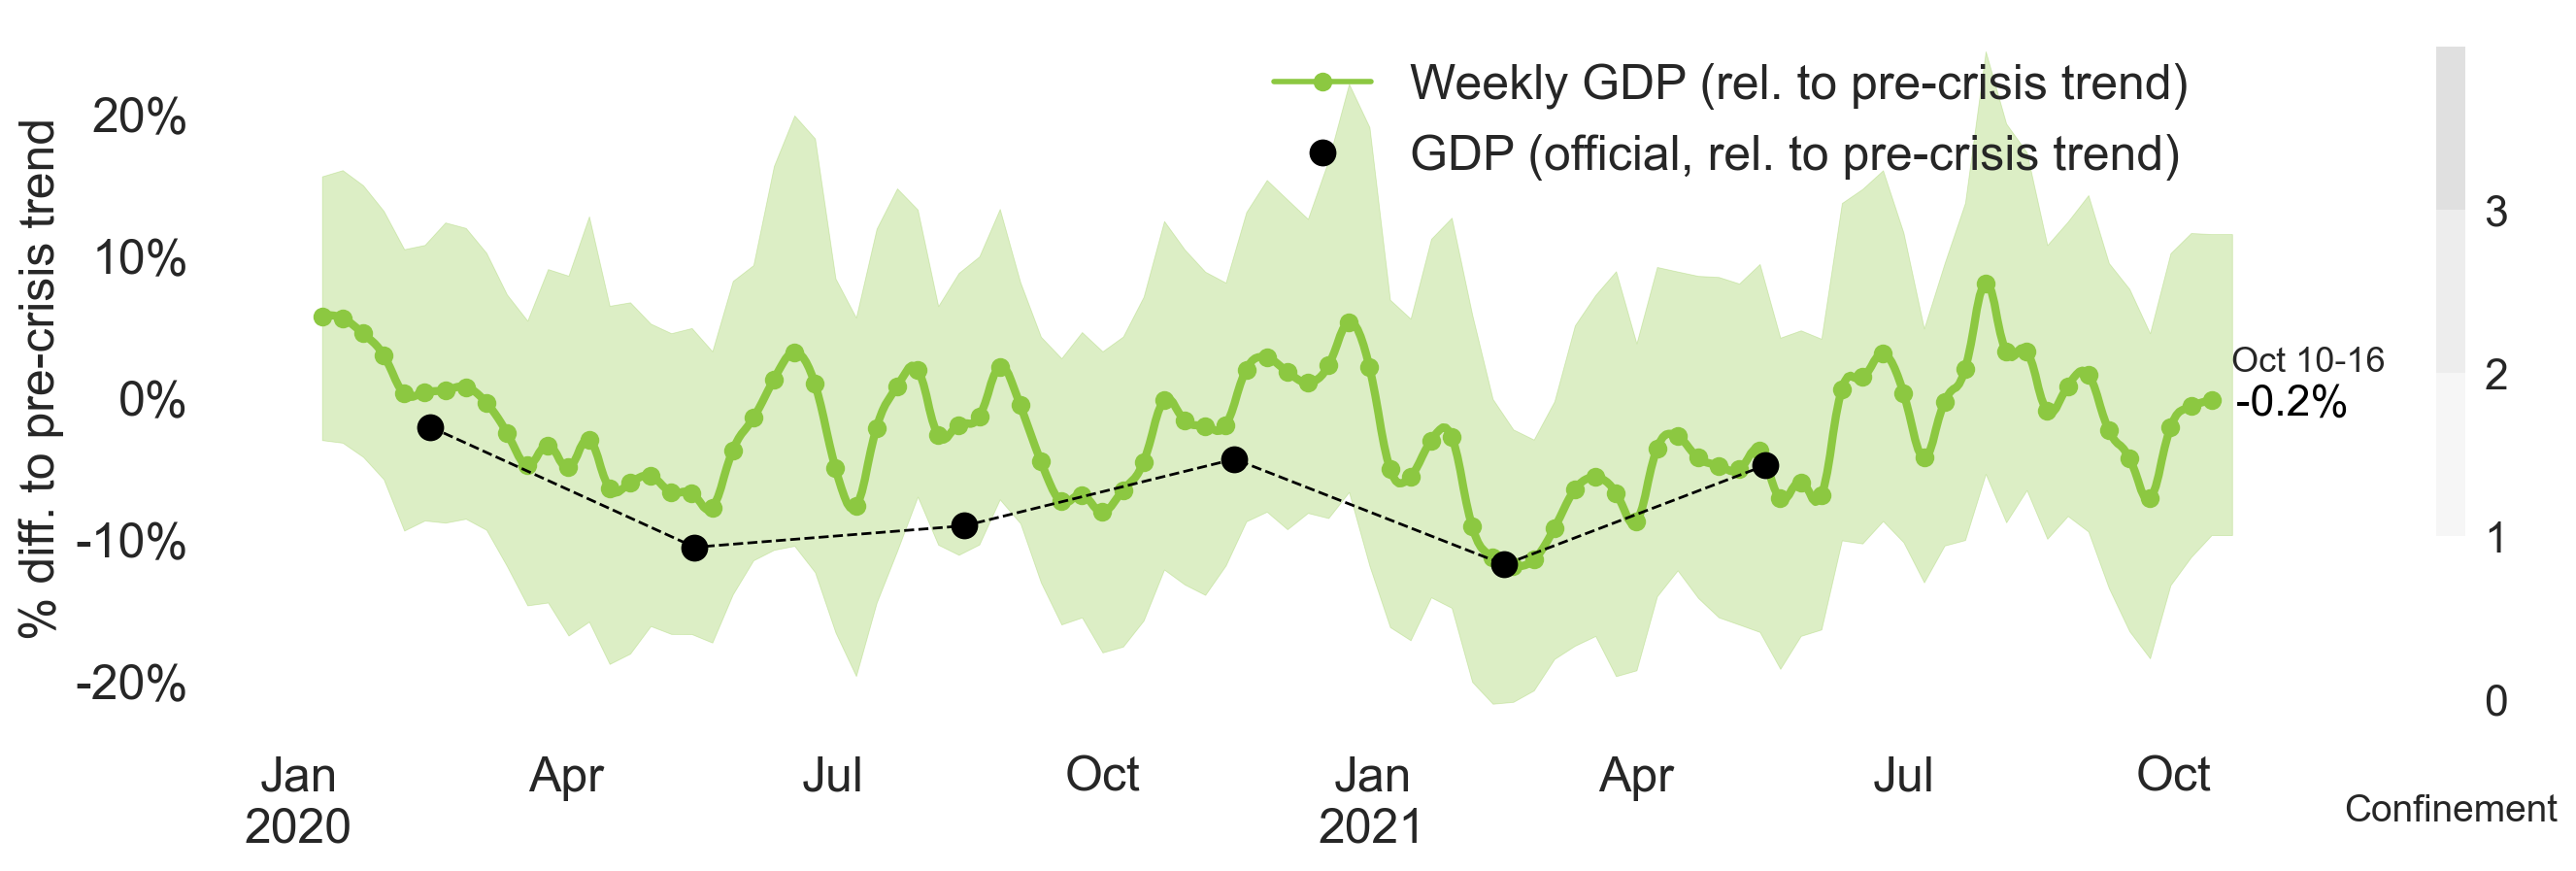 Weekly GDP (rel. to pre-crisis trend)
GDP (official, rel. to pre-crisis trend)
% diff. to pre-crisis trend
20%
10%
0%
-10%
-20%
Oct 10-16
-0.2%
3
2
1
0
Confinement
Jan Apr Jul Oct Jan Apr Jul Oct
2020 2021